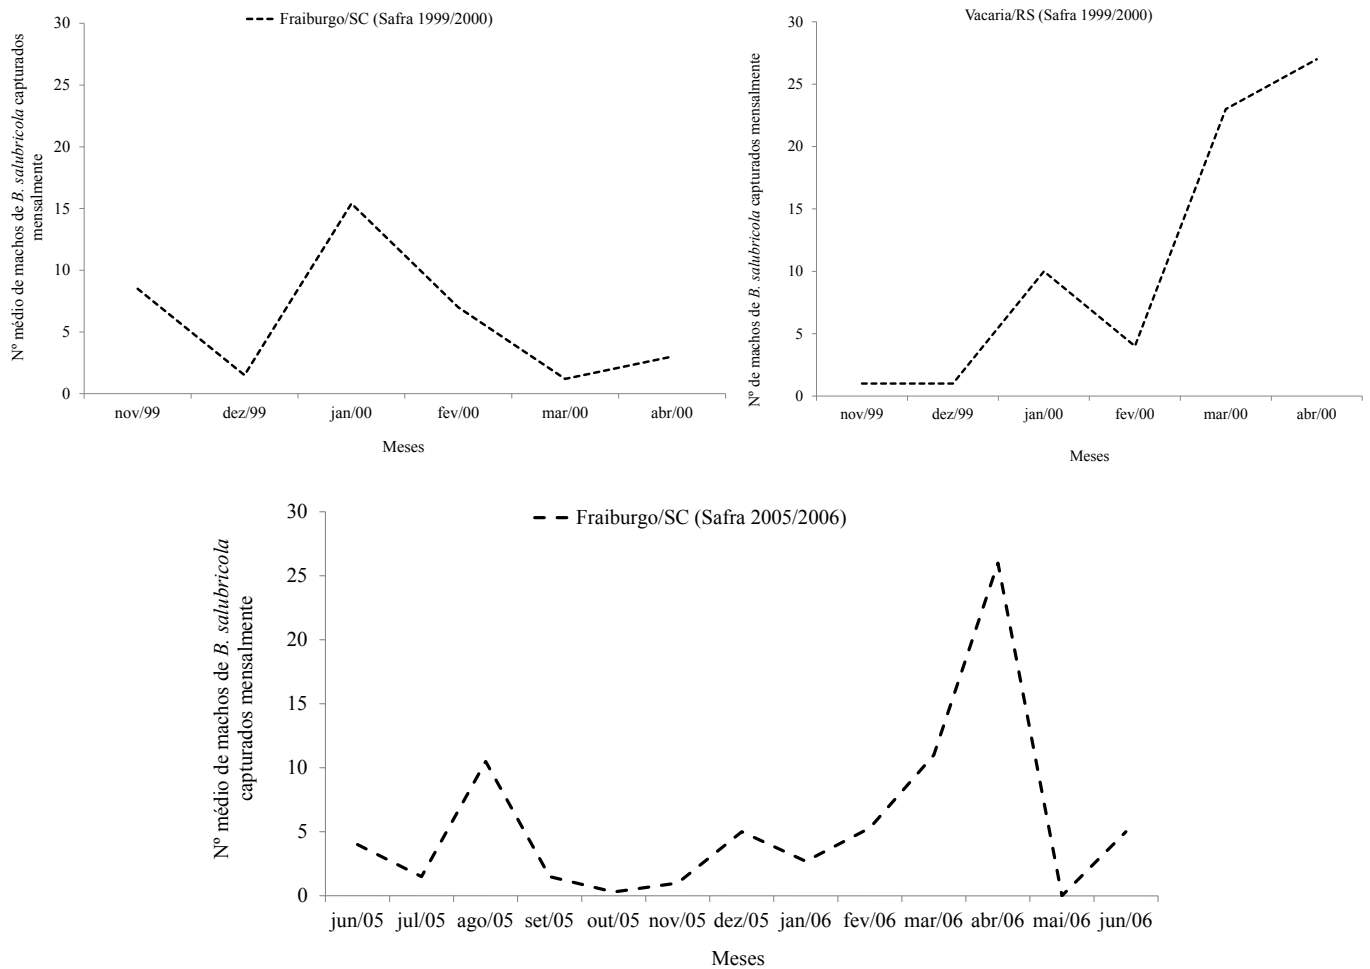 Fraiburgo/SC (Safra 1999/2000)
Nº médio de machos de B. salubricola capturados
mensalmente
30
25
20
15
10
5
0
nov/99 dez/99 jan/00 fev/00 mar/00 abr/00
Meses
Vacaria/RS (Safra 1999/2000)
Nº de machos de B. salubricola capturados mensalmente
30
25
20
15
10
5
0
nov/99 dez/99 jan/00 fev/00 mar/00 abr/00
Meses
Fraiburgo/SC (Safra 2005/2006)
Nº médio de machos de B. salubricola
capturados mensalmente
30
25
20
15
10
5
0
jun/05 jul/05 ago/05 set/05 out/05 nov/05 dez/05 jan/06 fev/06 mar/06 abr/06 mai/06 jun/06
Meses